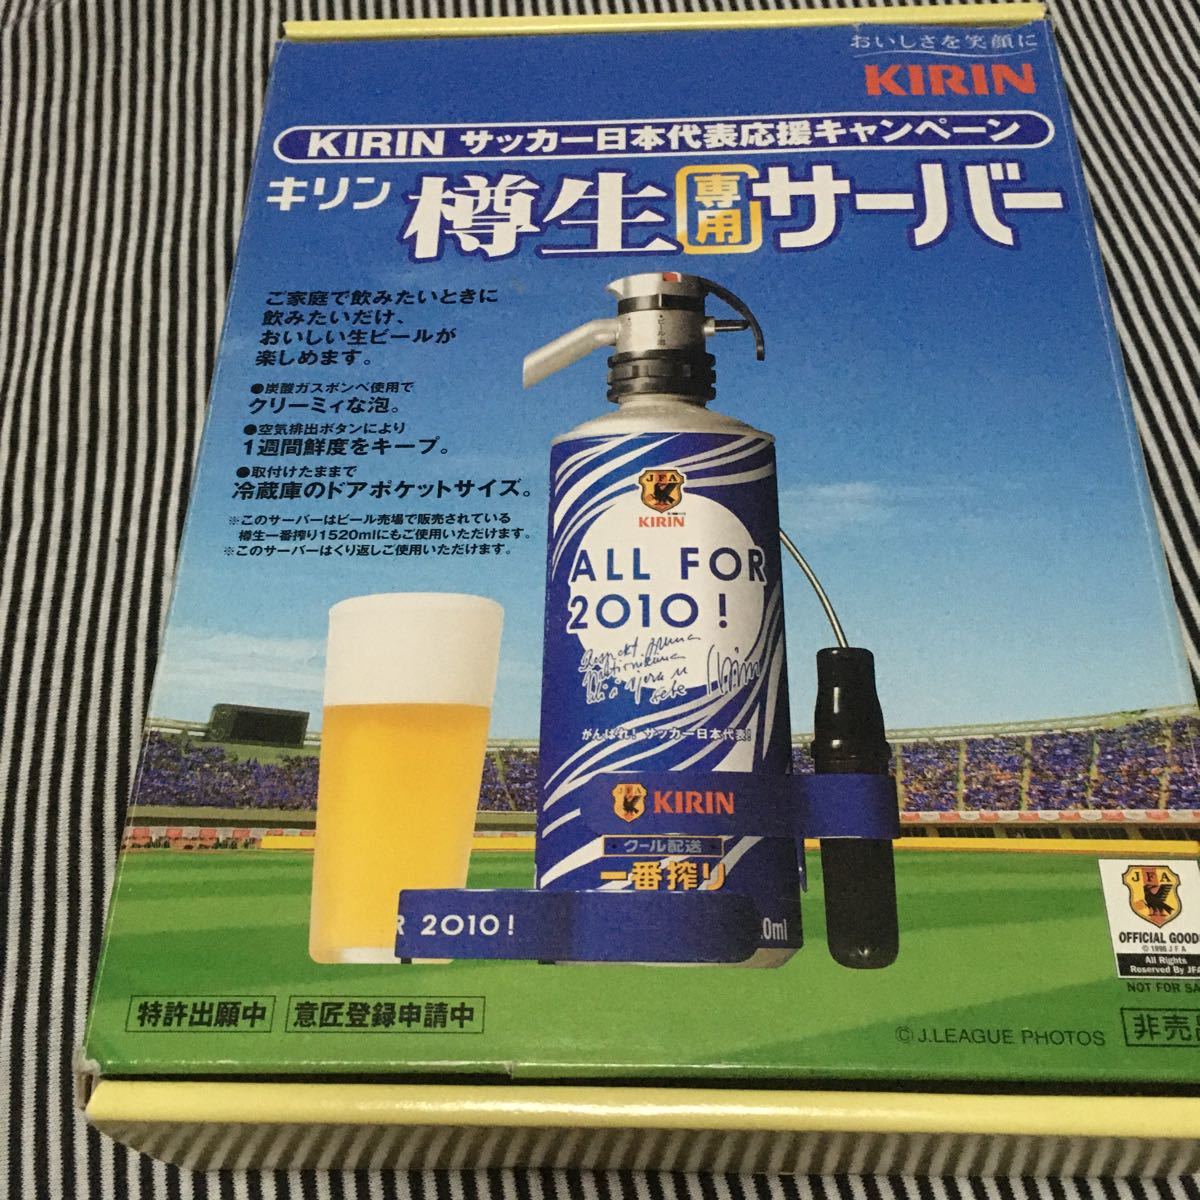 おいしさを笑顔に
KIRIN
KIRIN サッカー日本代表応援キャンペーン
キリン 樽生専用サーバー
ご家庭で飲みたいときに
飲みたいだけ、
おいしい生ビールが
楽しめます。
●炭酸ガスボンベ使用で
クリーミィな泡。
●空気排出ボタンにより
1週間鮮度をキープ。
●取付けたままで
冷蔵庫のドアポケットサイズ。
※このサーバーはビール売場で販売されている
樽生一番搾り1520mlにもご使用いただけます。
※このサーバーはくり返しご使用いただけます。
JFA
KIRIN
ALL FOR
2010!
がんばれ! サッカー日本代表!
JFA
KIRIN
クール配送
一番搾り
R 2010!
0ml
JFA
OFFICIAL GOOD
© 1996 J F A
All Rights
Reserved By JFA
NOT FOR SA
特許出願中 意匠登録申請中
© J.LEAGUE PHOTOS
非売